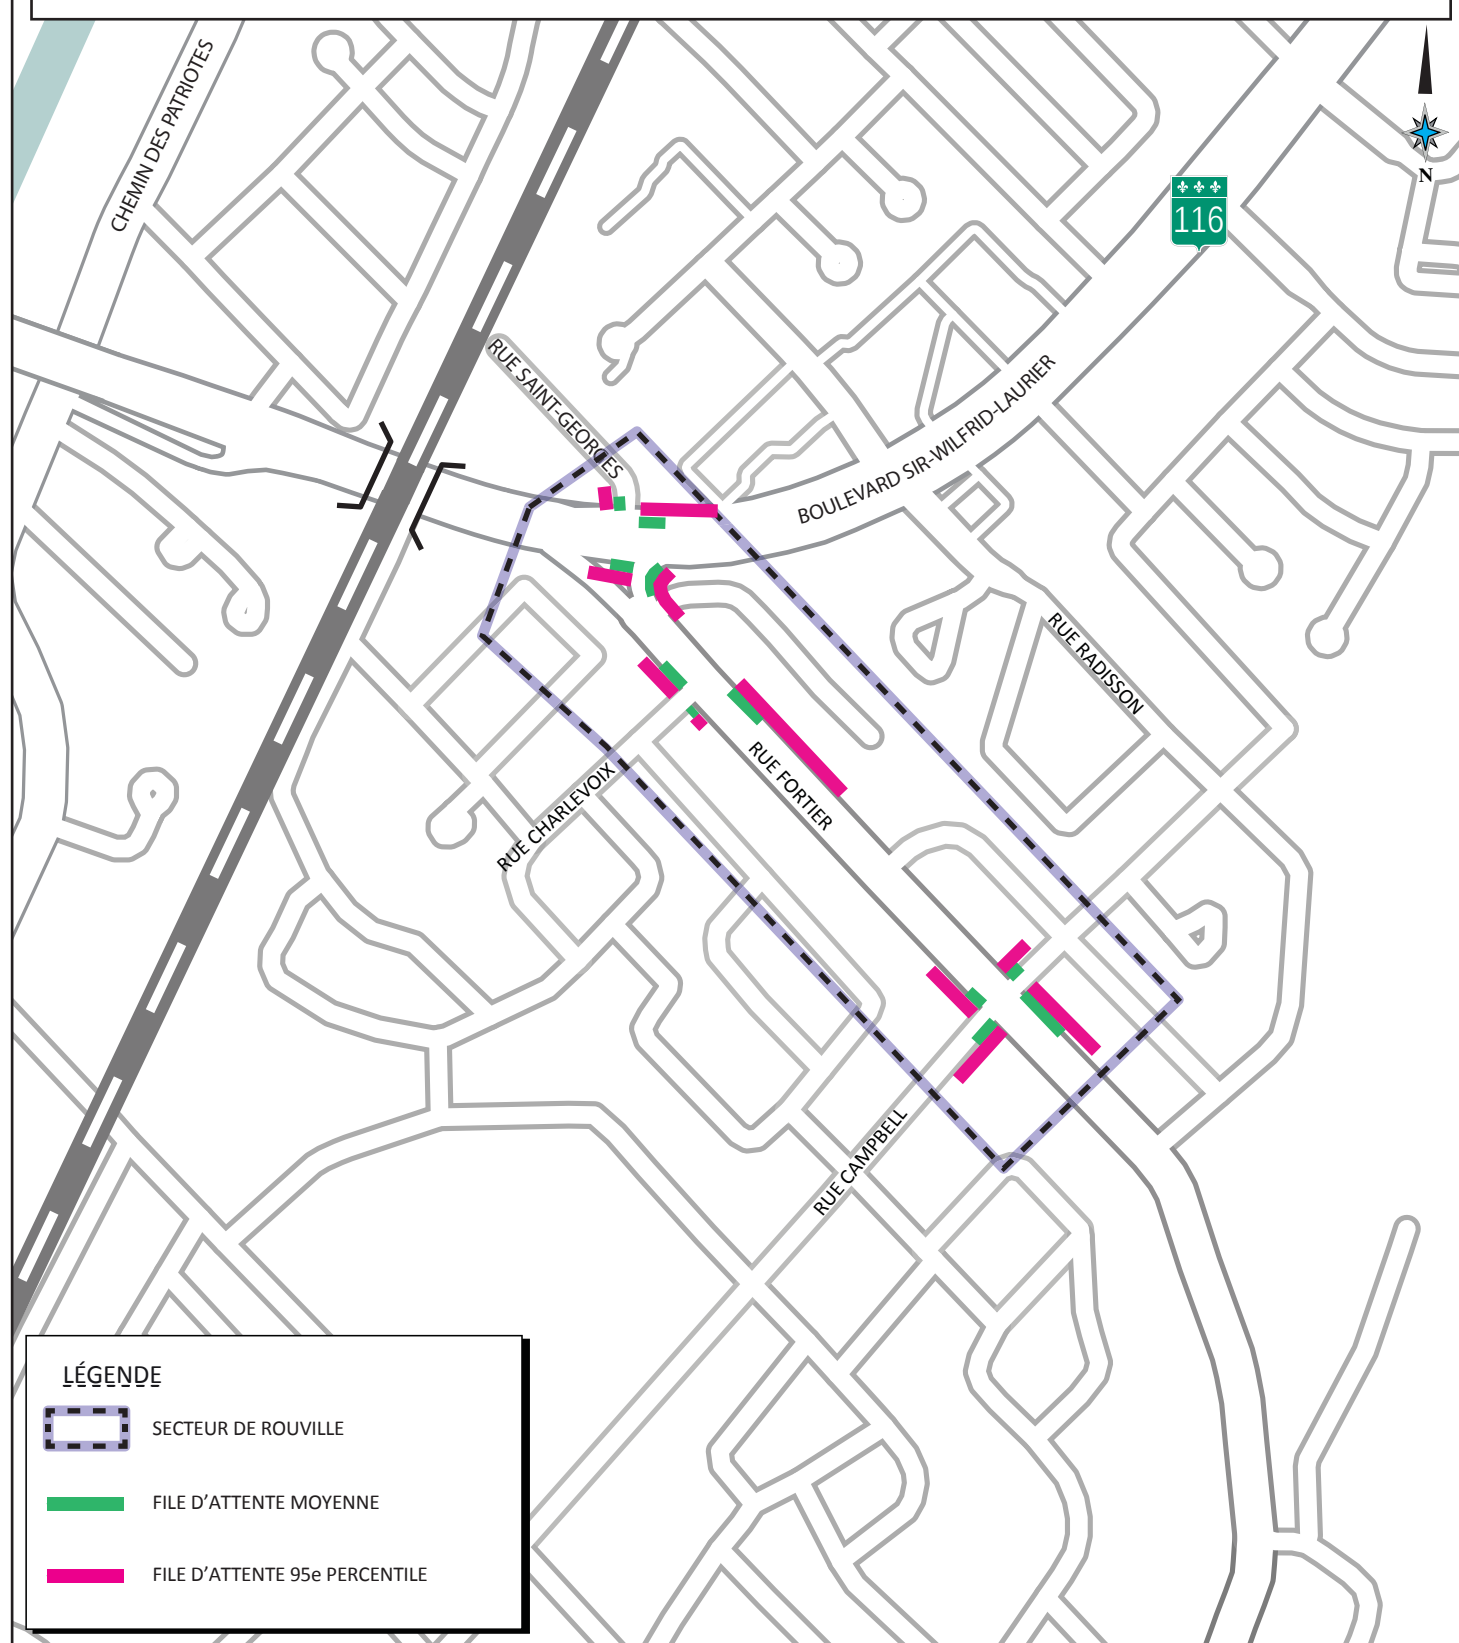 CHEMIN DES PATRIOTES
N
116
RUE SAINT-GEORGES
BOULEVARD SIR-WILFRID-LAURIER
RUE RADISSON
RUE FORTIER
RUE CHARLEVOIX
RUE CAMPBELL
LÉGENDE
SECTEUR DE ROUVILLE
FILE D'ATTENTE MOYENNE
FILE D'ATTENTE 95e PERCENTILE